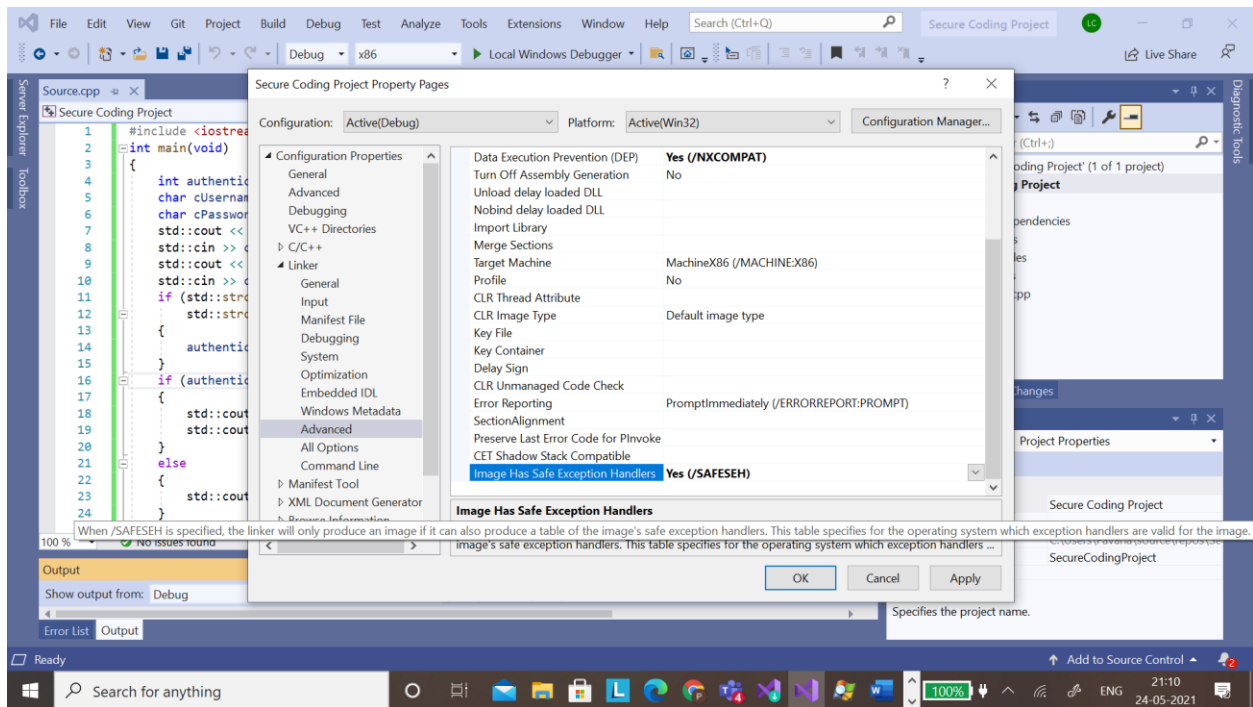 File Edit View Git Project Build Debug Test Analyze Tools Extensions Window Help Search (Ctrl+Q) Secure Coding Project LC
Debug x86 Local Windows Debugger Live Share
Server Explorer
Toolbox
Source.cpp
Secure Coding Project
1 #include <iostrea
2 int main(void)
3 {
4 int authentic
5 char cUsernam
6 char cPasswor
7 std::cout <<
8 std::cin >> c
9 std::cout <<
10 std::cin >> c
11 if (std::strc
12 std::strc
13 {
14 authentic
15 }
16 if (authentic
17 {
18 std::cout
19 std::cout
20 }
21 else
22 {
23 std::cout
24 }
100 % No issues found
Secure Coding Project Property Pages ?
Configuration: Active(Debug) Platform: Active(Win32) Configuration Manager...
Configuration Properties
General
Advanced
Debugging
VC++ Directories
C/C++
Linker
General
Input
Manifest File
Debugging
System
Optimization
Embedded IDL
Windows Metadata
Advanced
All Options
Command Line
Manifest Tool
XML Document Generator
Browse Information
Data Execution Prevention (DEP) Yes (/NXCOMPAT)
Turn Off Assembly Generation No
Unload delay loaded DLL
Nobind delay loaded DLL
Import Library
Merge Sections
Target Machine MachineX86 (/MACHINE:X86)
Profile No
CLR Thread Attribute
CLR Image Type Default image type
Key File
Key Container
Delay Sign
CLR Unmanaged Code Check
Error Reporting PromptImmediately (/ERRORREPORT:PROMPT)
SectionAlignment
Preserve Last Error Code for PInvoke
CET Shadow Stack Compatible
Image Has Safe Exception Handlers Yes (/SAFESEH)
Image Has Safe Exception Handlers
When /SAFESEH is specified, the linker will only produce an image if it can also produce a table of the image's safe exception handlers. This table specifies for the operating system which exception handlers are valid for the image.
image's safe exception handlers. This table specifies for the operating system which exception handlers ...
OK Cancel Apply
Diagnostic Tools
(Ctrl+;)
oding Project' (1 of 1 project)
g Project
pendencies
s
les
cpp
Changes
Project Properties
Secure Coding Project
SecureCodingProject
Specifies the project name.
Output
Show output from: Debug
Error List Output
Ready Add to Source Control 2
Search for anything 100% ENG 21:10
24-05-2021